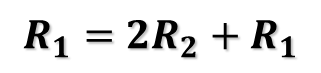 R₁ = 2R₂ + R₁